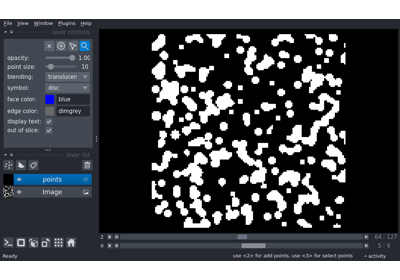 File View Window Plugins Help
layer controls
opacity: 1.00
point size: 10
blending: translucen
symbol: disc
face color: blue
edge color: dimgrey
display text:
out of slice:
layer list
points
Image
2 64 127
0 5 9
Ready use <2> for add points, use <3> for select points activity